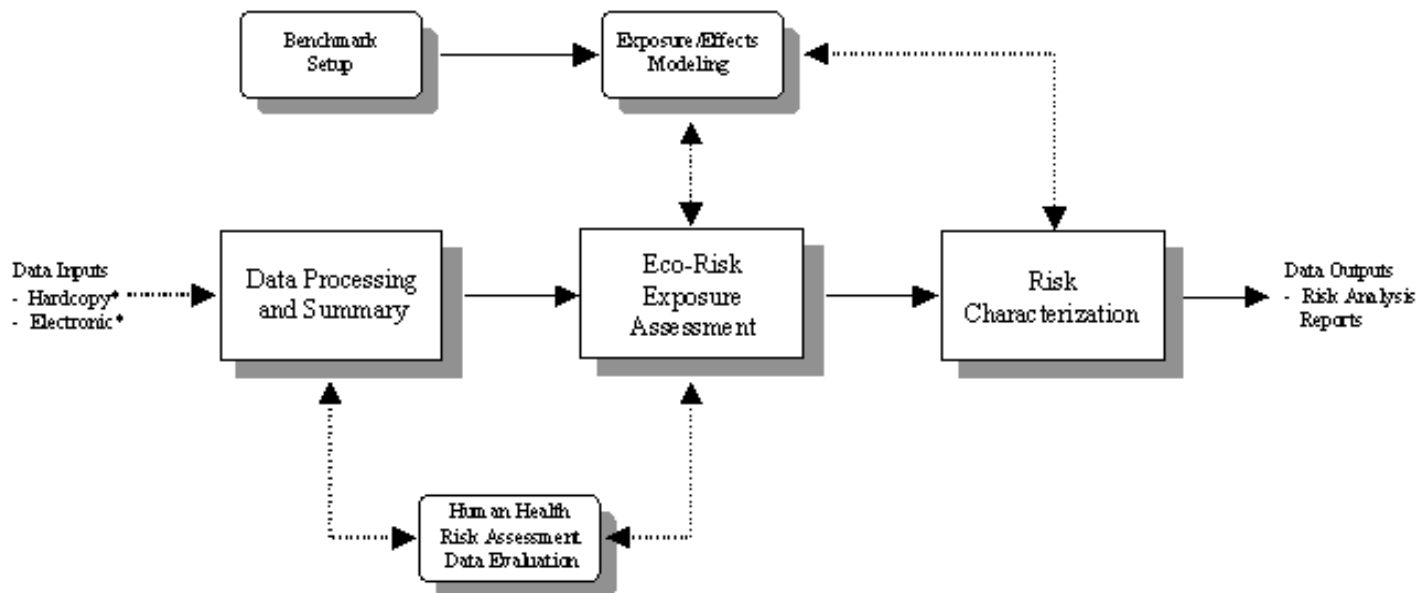 Benchmark
Setup
Exposure/Effects
Modeling
Data Inputs
- Hardcopy*
- Electronic*
Data Processing
and Summary
Eco-Risk
Exposure
Assessment
Risk
Characterization
Data Outputs
- Risk Analysis
Reports
Human Health
Risk Assessment
Data Evaluation